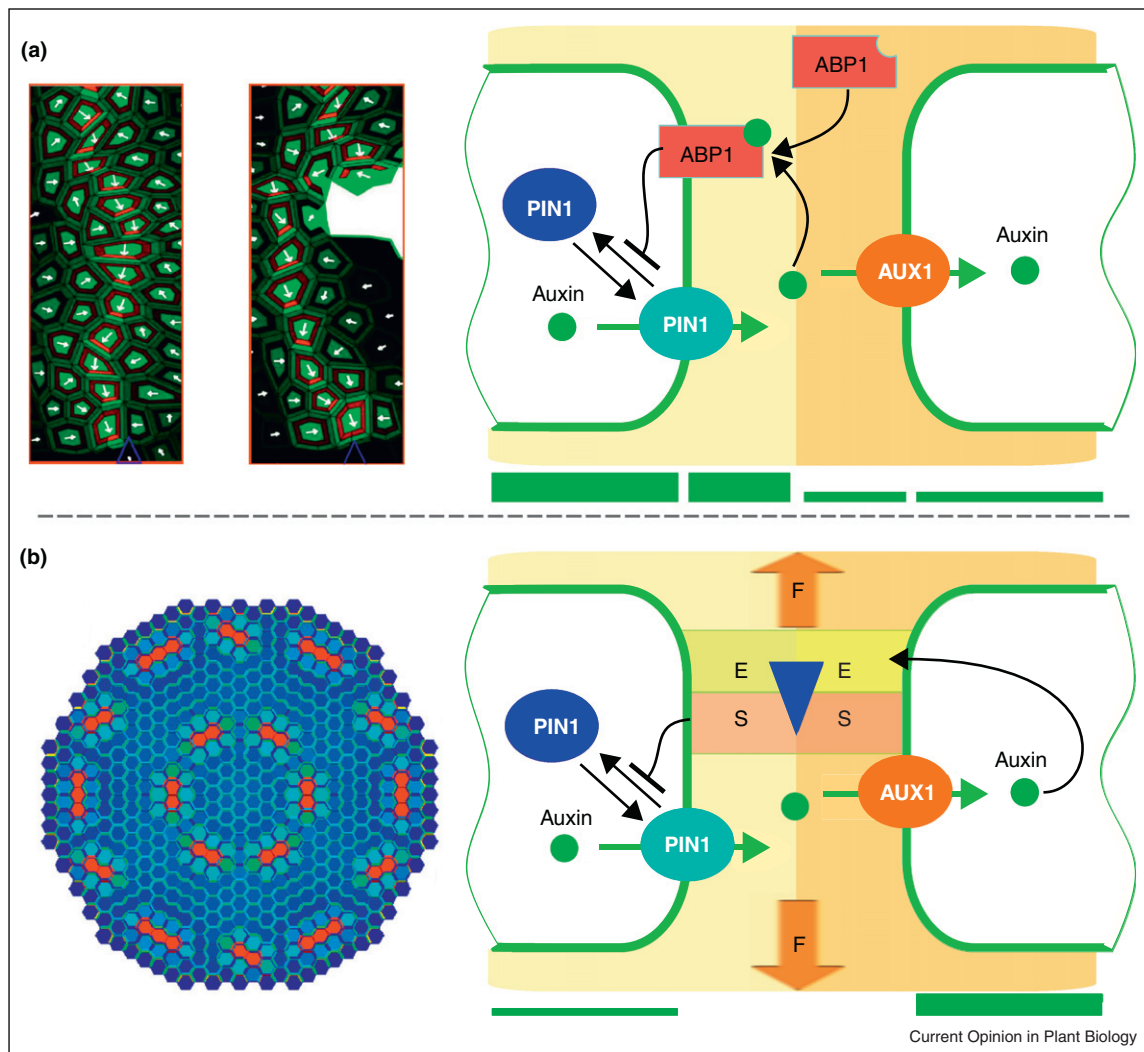 (a)
ABP1
ABP1
PIN1
Auxin
PIN1
AUX1
Auxin
(b)
F
E E
S S
PIN1
Auxin
PIN1
AUX1
Auxin
F
Current Opinion in Plant Biology